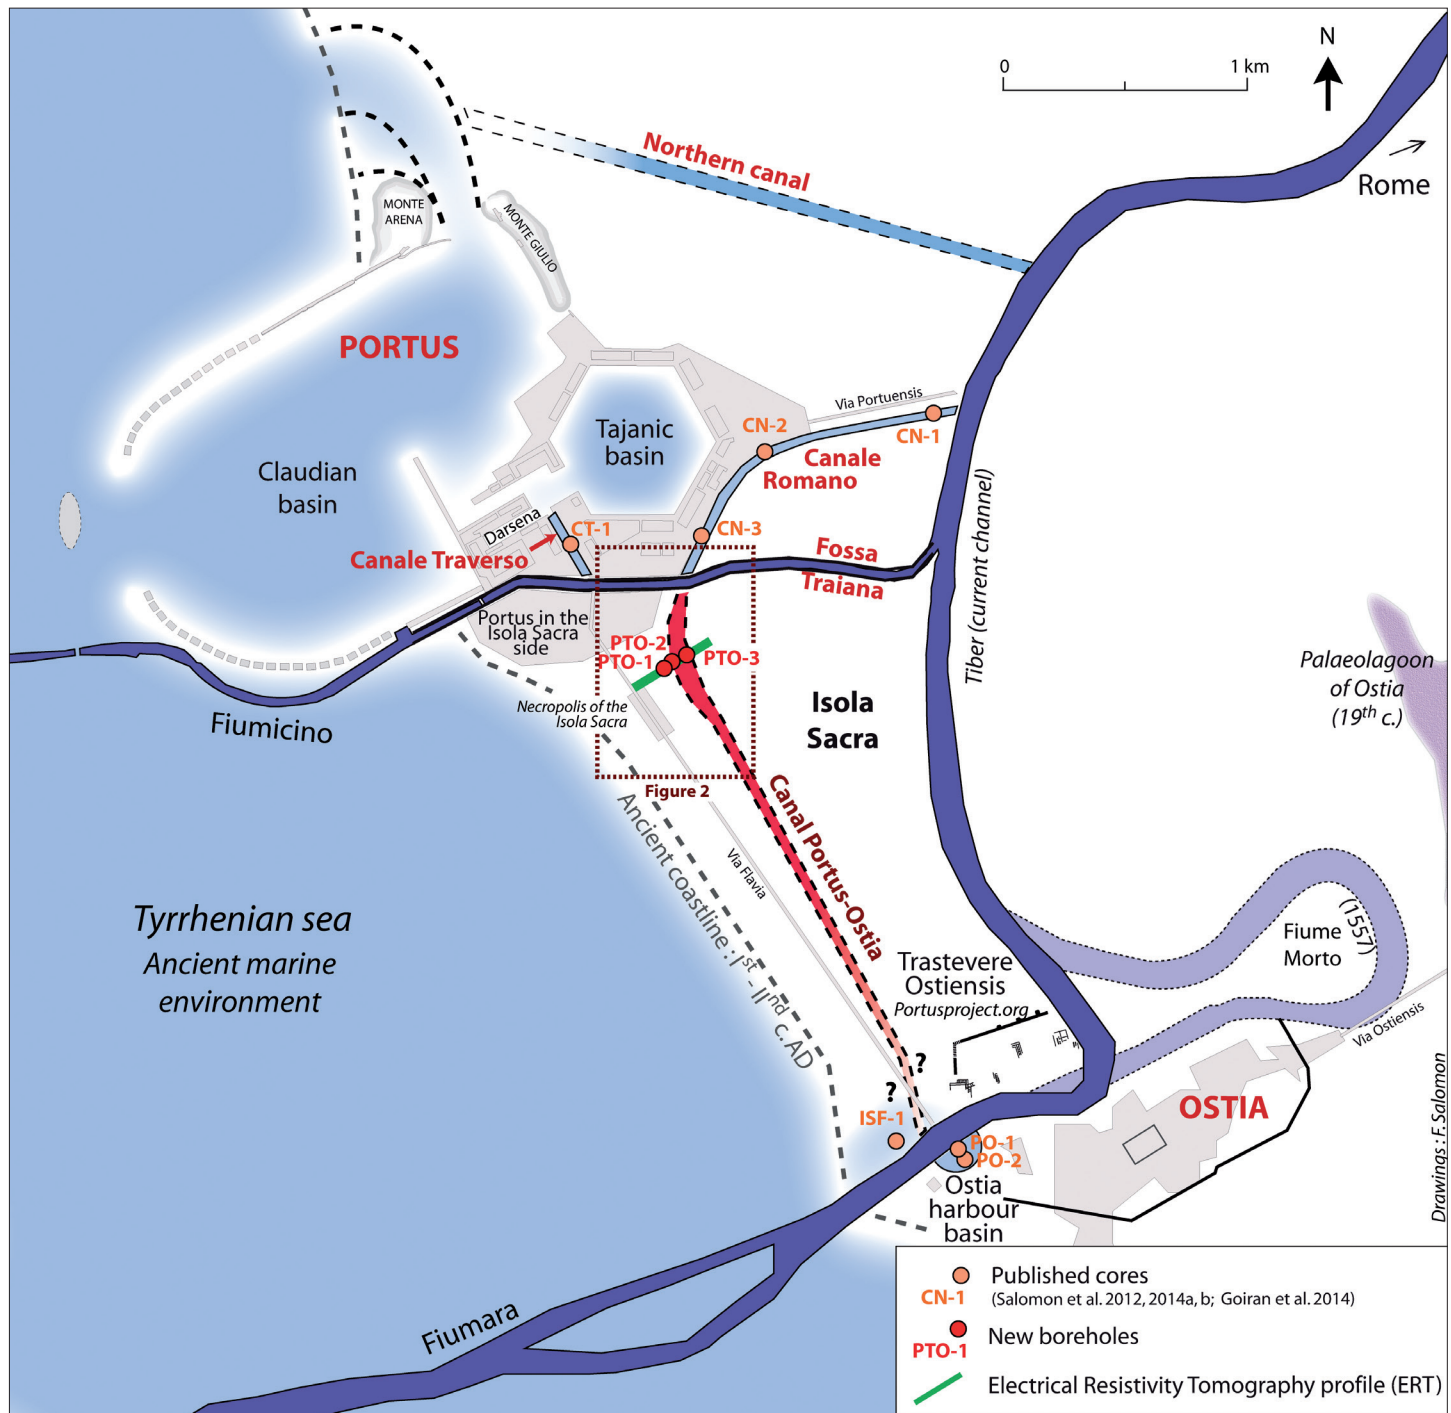 N
0 1 km
Rome
Northern canal
MONTE
ARENA
MONTE GIULIO
PORTUS
Via Portuensis
CN-1
CN-2
Canale
Romano
Tajanic
basin
Claudian
basin
Darsena
CT-1
CN-3
Canale Traverso
Fossa
Traiana
Tiber (current channel)
Portus in the
Isola Sacra
side
PTO-2
PTO-1
PTO-3
Palaeolagoon
of Ostia
(19th c.)
Isola
Sacra
Necropolis of the
Isola Sacra
Fiumicino
Figure 2
Canal Portus-Ostia
Ancient coastline : Ist - IInd c. AD
Via Flavia
Tyrrhenian sea
Ancient marine
environment
Fiume
Morto
(1557)
Trastevere
Ostiensis
Portusproject.org
Via Ostiensis
?
?
ISF-1
OSTIA
PO-1
PO-2
Ostia
harbour
basin
Drawings : F. Salomon
Fiumara
Published cores
CN-1
(Salomon et al. 2012, 2014a, b; Goiran et al. 2014)
New boreholes
PTO-1
Electrical Resistivity Tomography profile (ERT)